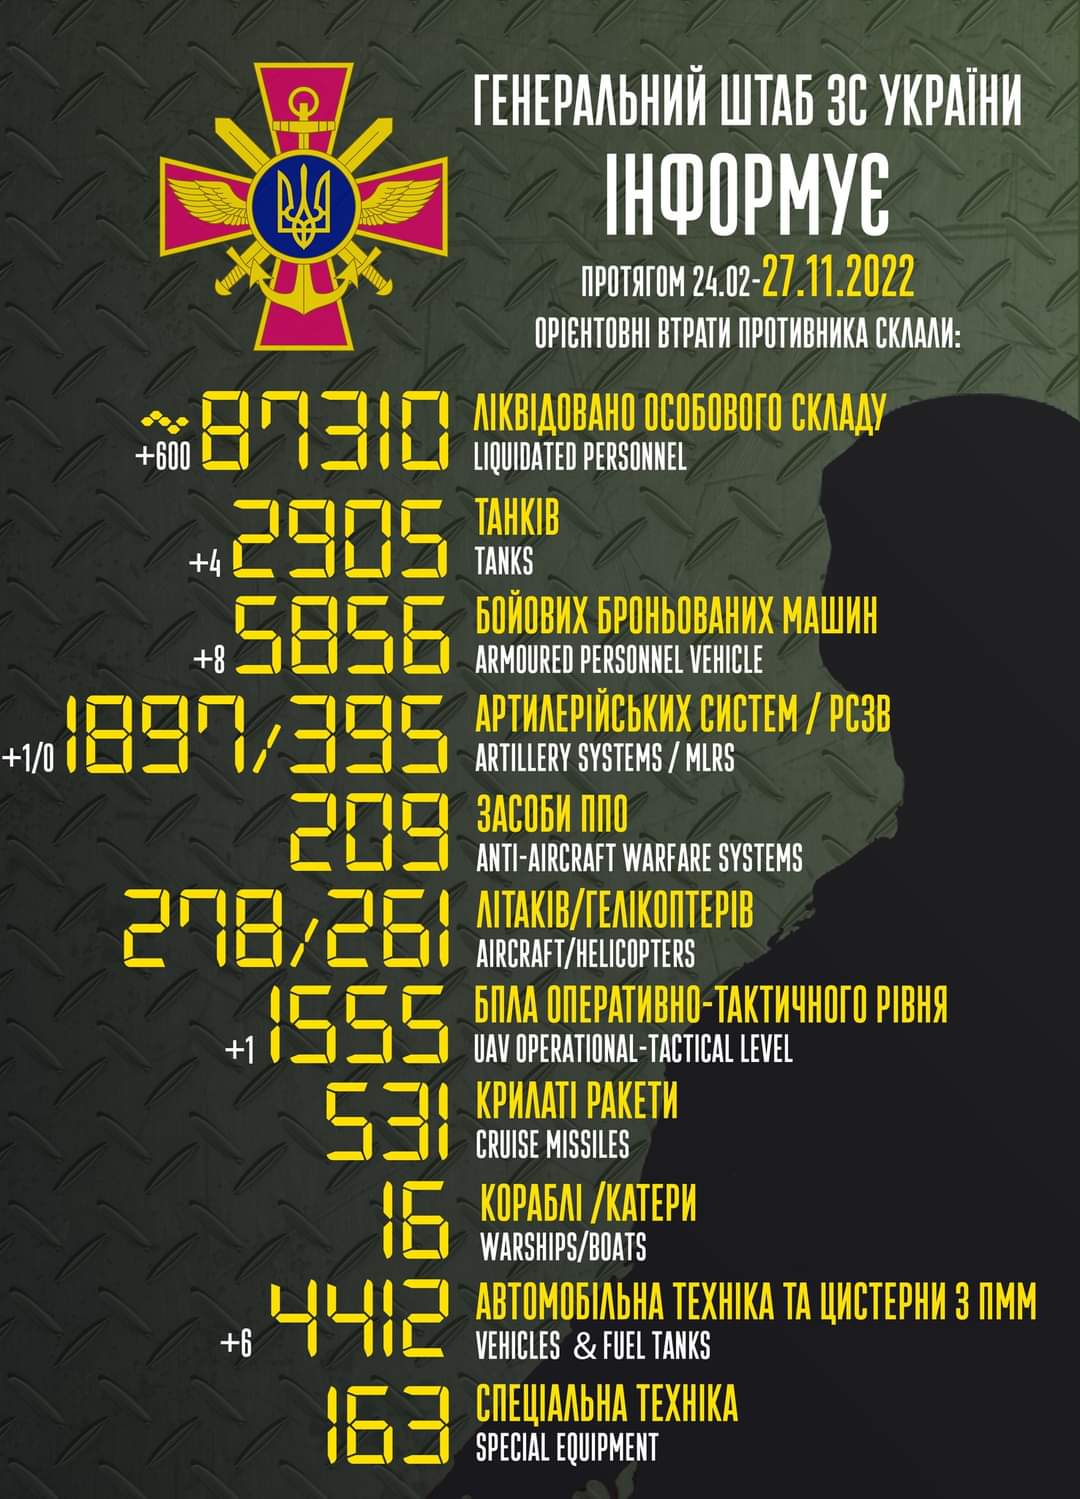 ГЕНЕРАЛЬНИЙ ШТАБ ЗС УКРАЇНИ
ІНФОРМУЄ
ПРОТЯГОМ 24.02-27.11.2022
ОРІЄНТОВНІ ВТРАТИ ПРОТИВНИКА СКЛАЛИ:
~87310 ЛІКВІДОВАНО ОСОБОВОГО СКЛАДУ
+600 LIQUIDATED PERSONNEL
2905 ТАНКІВ
+4 TANKS
5856 БОЙОВИХ БРОНЬОВАНИХ МАШИН
+8 ARMOURED PERSONNEL VEHICLE
1897/395 АРТИЛЕРІЙСЬКИХ СИСТЕМ / РСЗВ
+1/0 ARTILLERY SYSTEMS / MLRS
209 ЗАСОБИ ППО
ANTI-AIRCRAFT WARFARE SYSTEMS
278/261 ЛІТАКІВ/ГЕЛІКОПТЕРІВ
AIRCRAFT/HELICOPTERS
1555 БПЛА ОПЕРАТИВНО-ТАКТИЧНОГО РІВНЯ
+1 UAV OPERATIONAL-TACTICAL LEVEL
531 КРИЛАТІ РАКЕТИ
CRUISE MISSILES
16 КОРАБЛІ /КАТЕРИ
WARSHIPS/BOATS
4412 АВТОМОБІЛЬНА ТЕХНІКА ТА ЦИСТЕРНИ З ПММ
+6 VEHICLES & FUEL TANKS
163 СПЕЦІАЛЬНА ТЕХНІКА
SPECIAL EQUIPMENT